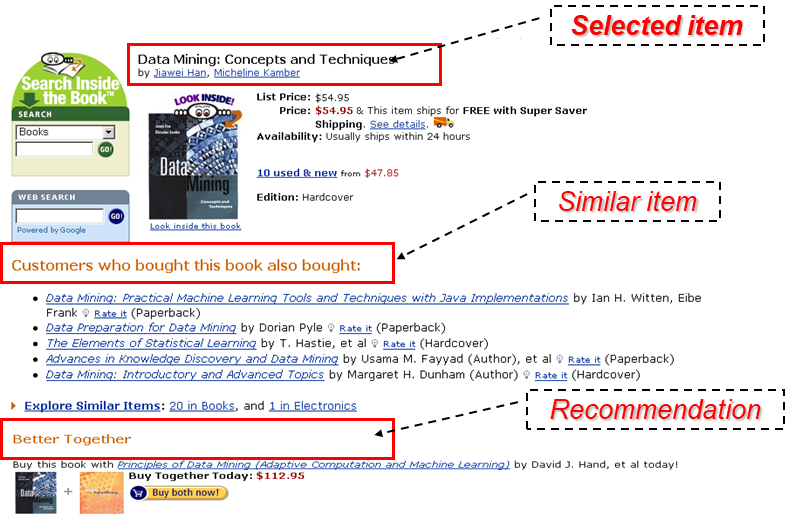 Selected item
Data Mining: Concepts and Techniques
by Jiawei Han, Micheline Kamber
Search Inside
the Book™
SEARCH
Books
GO!
WEB SEARCH
GO!
Powered by Google
LOOK INSIDE!
Data
Mining
Concepts and
Techniques
Look inside this book
List Price: $54.95
Price: $54.95 & This item ships for FREE with Super Saver
Shipping. See details.
Availability: Usually ships within 24 hours
10 used & new from $47.85
Edition: Hardcover
Similar item
Customers who bought this book also bought:
• Data Mining: Practical Machine Learning Tools and Techniques with Java Implementations by Ian H. Witten, Eibe
Frank Rate it (Paperback)
• Data Preparation for Data Mining by Dorian Pyle Rate it (Paperback)
• The Elements of Statistical Learning by T. Hastie, et al Rate it (Hardcover)
• Advances in Knowledge Discovery and Data Mining by Usama M. Fayyad (Author), et al Rate it (Paperback)
• Data Mining: Introductory and Advanced Topics by Margaret H. Dunham (Author) Rate it (Hardcover)
Explore Similar Items: 20 in Books, and 1 in Electronics
Recommendation
Better Together
Buy this book with Principles of Data Mining (Adaptive Computation and Machine Learning) by David J. Hand, et al today!
+
Buy Together Today: $112.95
Buy both now!